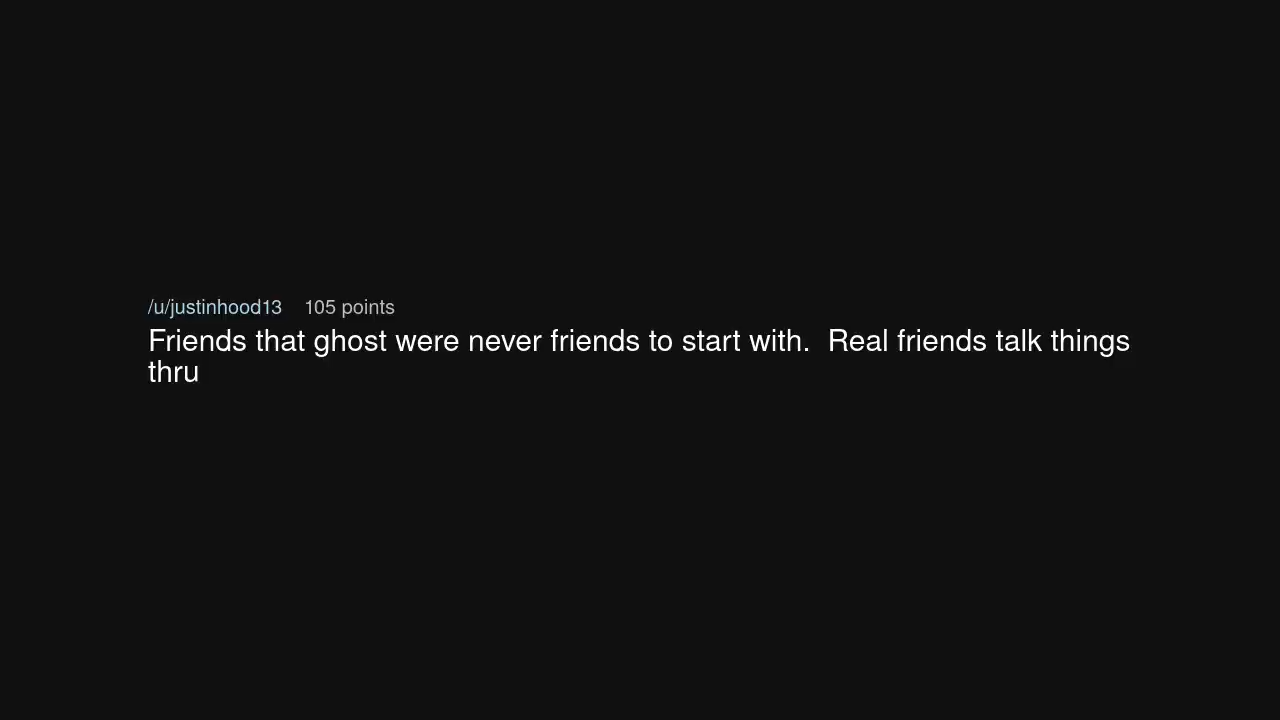 /u/justinhood13 105 points
Friends that ghost were never friends to start with.  Real friends talk things
thru